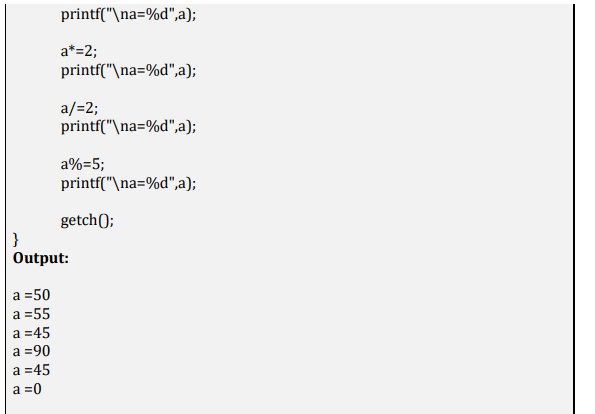 printf("\na=%d",a);
a*=2;
printf("\na=%d",a);
a/=2;
printf("\na=%d",a);
a%=5;
printf("\na=%d",a);
getch();
}
Output:
a =50
a =55
a =45
a =90
a =45
a =0